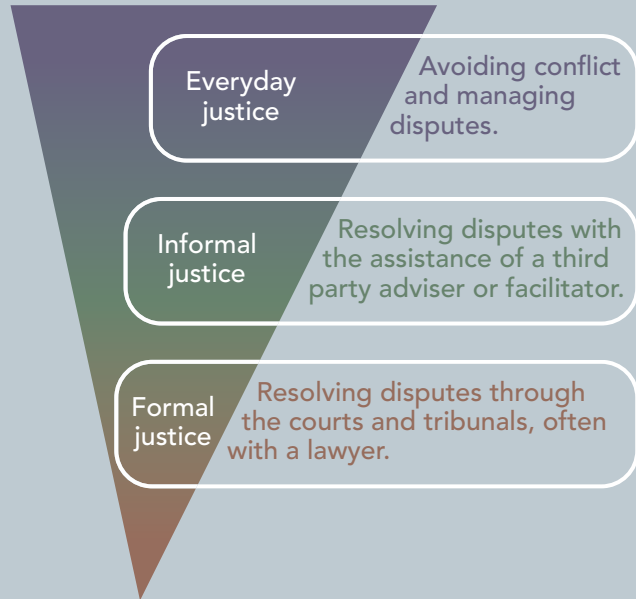 Everyday
justice
Avoiding conflict
and managing
disputes.
Informal
justice
Resolving disputes with
the assistance of a third
party adviser or facilitator.
Formal
justice
Resolving disputes through
the courts and tribunals, often
with a lawyer.